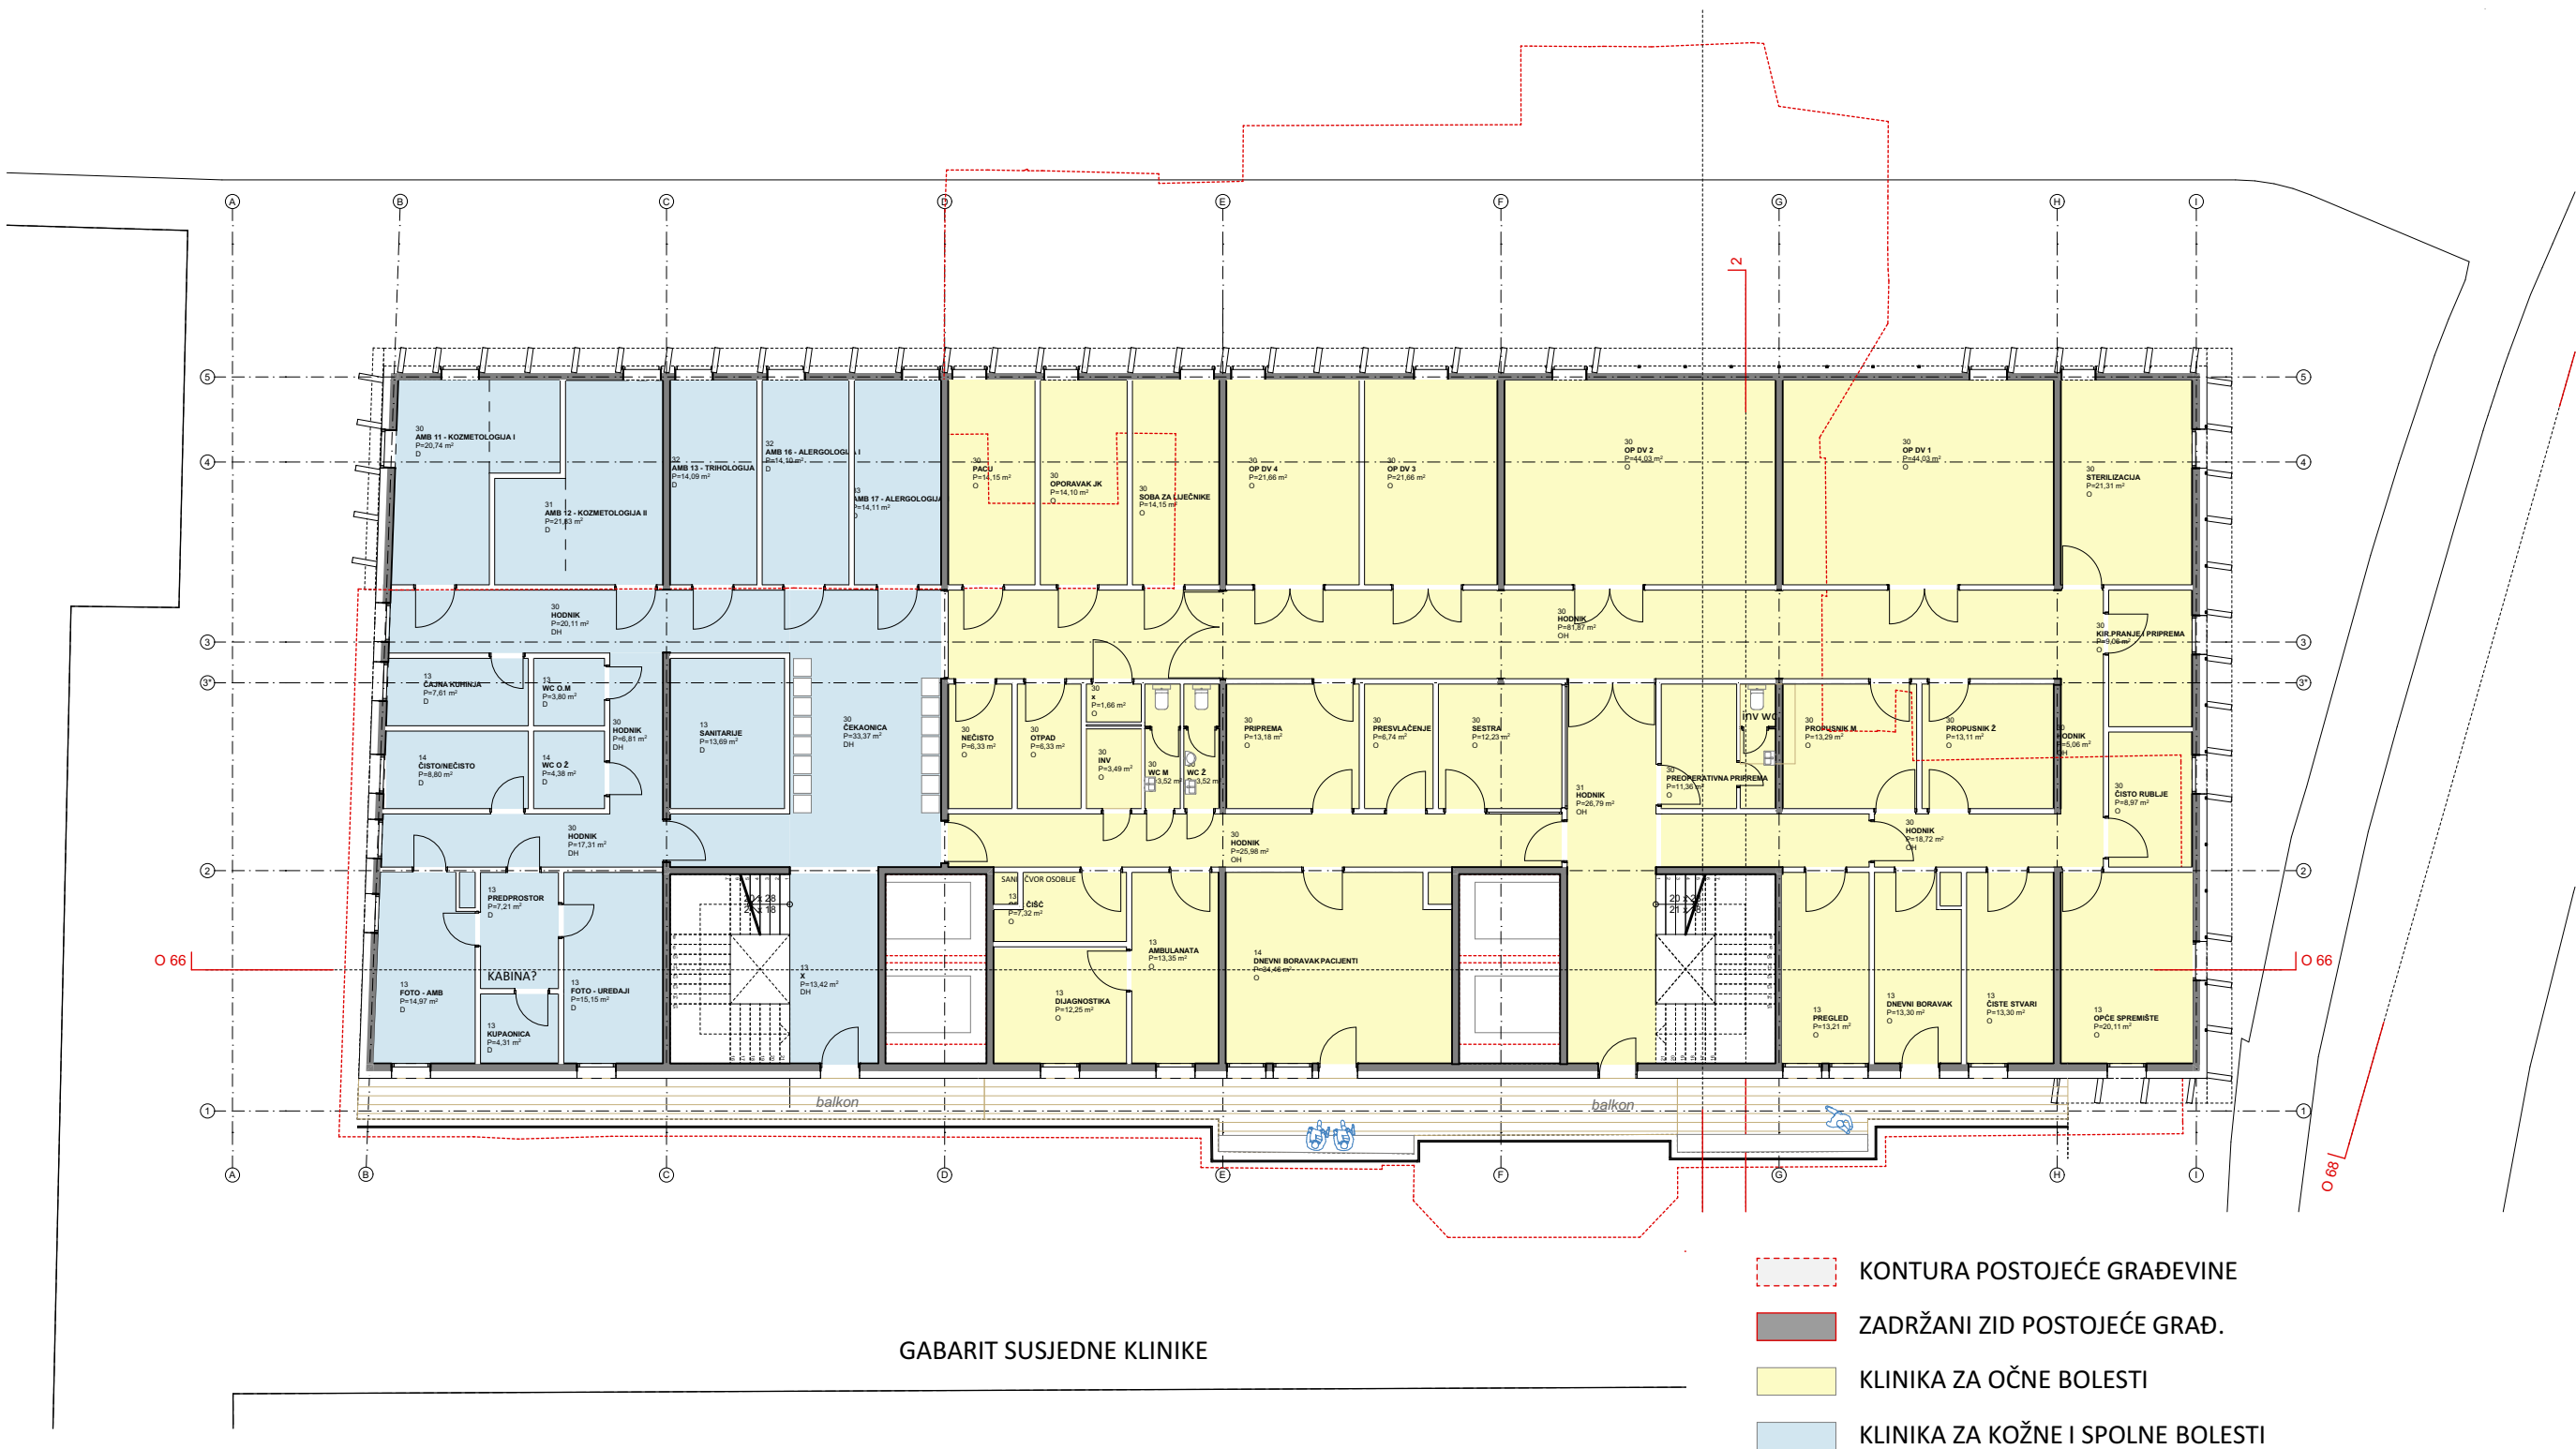 2
A
B
C
D
E
F
G
H
I
5
5
30
AMB 11 - KOZMETOLOGIJA I
P=20,74 m²
D
31
AMB 12 - KOZMETOLOGIJA II
P=21,83 m²
D
32
AMB 13 - TRIHOLOGIJA
P=14,09 m²
D
32
AMB 16 - ALERGOLOGIJA I
P=14,10 m²
D
AMB 17 - ALERGOLOGIJA
P=14,11 m²
D
30
PACU
P=14,15 m²
O
30
OPORAVAK JK
P=14,10 m²
O
30
SOBA ZA LIJEČNIKE
P=14,15 m²
O
30
OP DV 4
P=21,66 m²
O
30
OP DV 3
P=21,66 m²
O
30
OP DV 2
P=44,03 m²
O
30
OP DV 1
P=44,03 m²
O
30
STERILIZACIJA
P=21,31 m²
O
4
4
30
HODNIK
P=20,11 m²
DH
30
HODNIK
P=81,87 m²
OH
30
KIR.PRANJE I PRIPREMA
P=9,06 m²
O
3
3
3*
3*
13
ČAJNA KUHINJA
P=7,61 m²
D
13
WC O.M
P=3,80 m²
D
30
HODNIK
P=6,81 m²
DH
13
SANITARIJE
P=13,69 m²
D
30
ČEKAONICA
P=33,37 m²
DH
14
ČISTO/NEČISTO
P=8,80 m²
D
14
WC O Ž
P=4,38 m²
D
30
NEČISTO
P=6,33 m²
O
30
OTPAD
P=6,33 m²
O
30
x
P=1,66 m²
O
30
INV
P=3,49 m²
O
30
WC M
3,52 m²
WC Ž
3,52 m²
30
PRIPREMA
P=13,18 m²
O
30
PRESVLAČENJE
P=6,74 m²
O
30
SESTRA
P=12,23 m²
O
31
HODNIK
P=26,79 m²
OH
inv wc
30
PREOPERATIVNA PRIPREMA
P=11,36 m²
O
30
PROPUSNIK M
P=13,29 m²
O
30
PROPUSNIK Ž
P=13,11 m²
O
30
HODNIK
P=5,06 m²
OH
30
ČISTO RUBLJE
P=8,97 m²
O
30
HODNIK
P=17,31 m²
DH
30
HODNIK
P=25,98 m²
OH
30
HODNIK
P=18,72 m²
OH
2
2
13
PREDPROSTOR
P=7,21 m²
D
KABINA?
13
FOTO - AMB
P=14,97 m²
D
13
KUPAONICA
P=4,31 m²
D
13
FOTO - UREĐAJI
P=15,15 m²
D
13
X
P=13,42 m²
DH
ČVOR OSOBLJE
13
ČIŠĆ
P=7,32 m²
O
13
DIJAGNOSTIKA
P=12,25 m²
O
13
AMBULANATA
P=13,35 m²
O
14
DNEVNI BORAVAK PACIJENTI
P=34,46 m²
O
13
PREGLED
P=13,21 m²
O
13
DNEVNI BORAVAK
P=13,30 m²
O
13
ČISTE STVARI
P=13,30 m²
O
13
OPĆE SPREMIŠTE
P=20,11 m²
O
O 66
O 66
balkon
balkon
1
1
A
B
C
D
E
F
G
H
I
O 68
KONTURA POSTOJEĆE GRAĐEVINE
ZADRŽANI ZID POSTOJEĆE GRAĐ.
GABARIT SUSJEDNE KLINIKE
KLINIKA ZA OČNE BOLESTI
KLINIKA ZA KOŽNE I SPOLNE BOLESTI